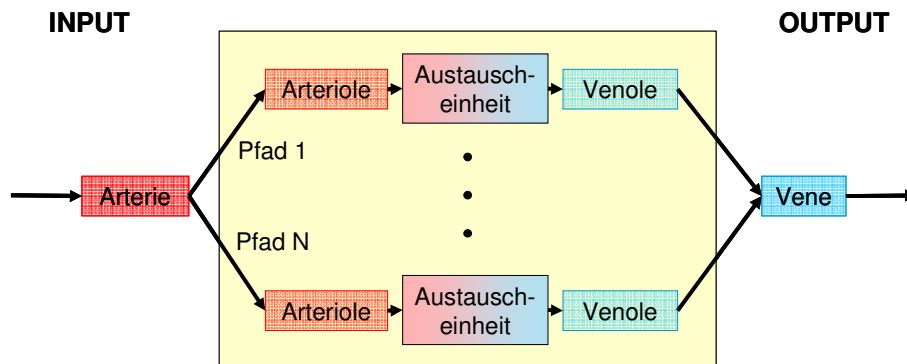 INPUT
OUTPUT
Arteriole
Austausch-
einheit
Venole
Pfad 1
Arterie
Vene
Pfad N
Arteriole
Austausch-
einheit
Venole